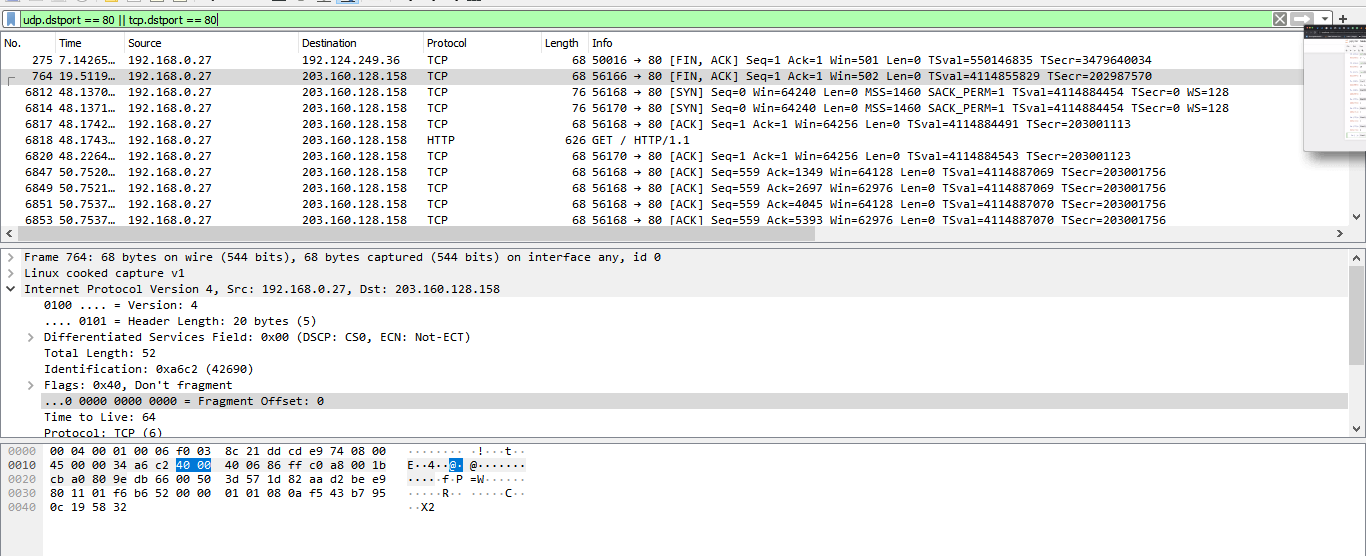 udp.dstport == 80 || tcp.dstport == 80
No. Time Source Destination Protocol Length Info
275 7.14265… 192.168.0.27 192.124.249.36 TCP 68 50016 → 80 [FIN, ACK] Seq=1 Ack=1 Win=501 Len=0 TSval=550146835 TSecr=3479640034
764 19.5119… 192.168.0.27 203.160.128.158 TCP 68 56166 → 80 [FIN, ACK] Seq=1 Ack=1 Win=502 Len=0 TSval=4114855829 TSecr=202987570
6812 48.1370… 192.168.0.27 203.160.128.158 TCP 76 56168 → 80 [SYN] Seq=0 Win=64240 Len=0 MSS=1460 SACK_PERM=1 TSval=4114884454 TSecr=0 WS=128
6814 48.1371… 192.168.0.27 203.160.128.158 TCP 76 56170 → 80 [SYN] Seq=0 Win=64240 Len=0 MSS=1460 SACK_PERM=1 TSval=4114884454 TSecr=0 WS=128
6817 48.1742… 192.168.0.27 203.160.128.158 TCP 68 56168 → 80 [ACK] Seq=1 Ack=1 Win=64256 Len=0 TSval=4114884491 TSecr=203001113
6818 48.1743… 192.168.0.27 203.160.128.158 HTTP 626 GET / HTTP/1.1
6820 48.2264… 192.168.0.27 203.160.128.158 TCP 68 56170 → 80 [ACK] Seq=1 Ack=1 Win=64256 Len=0 TSval=4114884543 TSecr=203001123
6847 50.7520… 192.168.0.27 203.160.128.158 TCP 68 56168 → 80 [ACK] Seq=559 Ack=1349 Win=64128 Len=0 TSval=4114887069 TSecr=203001756
6849 50.7521… 192.168.0.27 203.160.128.158 TCP 68 56168 → 80 [ACK] Seq=559 Ack=2697 Win=62976 Len=0 TSval=4114887069 TSecr=203001756
6851 50.7537… 192.168.0.27 203.160.128.158 TCP 68 56168 → 80 [ACK] Seq=559 Ack=4045 Win=64128 Len=0 TSval=4114887070 TSecr=203001756
6853 50.7537… 192.168.0.27 203.160.128.158 TCP 68 56168 → 80 [ACK] Seq=559 Ack=5393 Win=62976 Len=0 TSval=4114887070 TSecr=203001756
Frame 764: 68 bytes on wire (544 bits), 68 bytes captured (544 bits) on interface any, id 0
Linux cooked capture v1
Internet Protocol Version 4, Src: 192.168.0.27, Dst: 203.160.128.158
0100 .... = Version: 4
.... 0101 = Header Length: 20 bytes (5)
Differentiated Services Field: 0x00 (DSCP: CS0, ECN: Not-ECT)
Total Length: 52
Identification: 0xa6c2 (42690)
Flags: 0x40, Don't fragment
...0 0000 0000 0000 = Fragment Offset: 0
Time to Live: 64
Protocol: TCP (6)
0000 00 04 00 01 00 06 f0 03 8c 21 dd cd e9 74 08 00 ········ ·!···t··
0010 45 00 00 34 a6 c2 40 00 40 06 86 ff c0 a8 00 1b E··4··@· @·······
0020 cb a0 80 9e db 66 00 50 3d 57 1d 82 aa d2 be e9 ·····f·P =W······
0030 80 11 01 f6 b6 52 00 00 01 01 08 0a f5 43 b7 95 ·····R·· ·····C··
0040 0c 19 58 32 ··X2